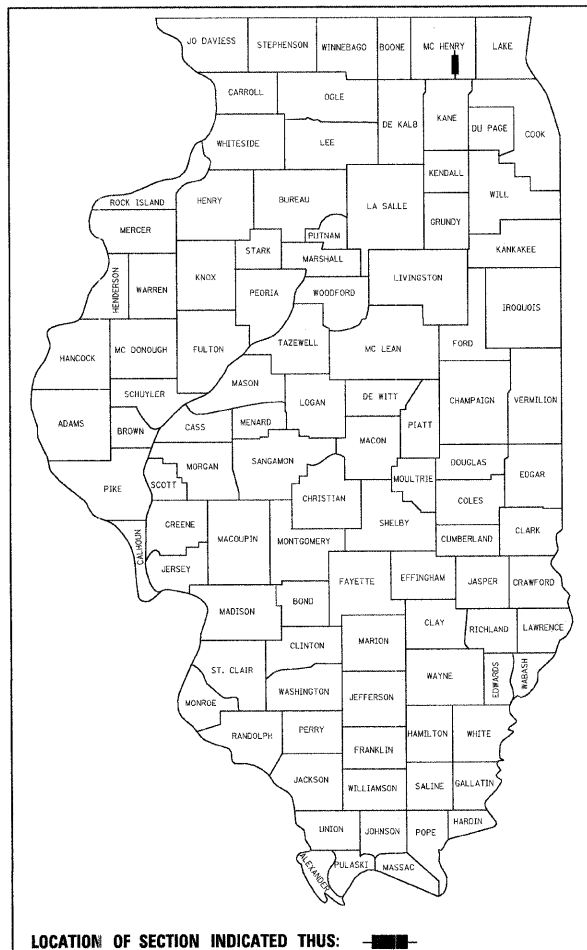 JO DAVIESS
STEPHENSON
WINNEBAGO
BOONE
MC HENRY
LAKE
CARROLL
OGLE
DE KALB
KANE
DU PAGE
COOK
WHITESIDE
LEE
KENDALL
WILL
ROCK ISLAND
HENRY
BUREAU
LA SALLE
GRUNDY
MERCER
PUTNAM
KANKAKEE
STARK
MARSHALL
HENDERSON
WARREN
KNOX
PEORIA
WOODFORD
LIVINGSTON
IROQUOIS
HANCOCK
MC DONOUGH
FULTON
TAZEWELL
MC LEAN
FORD
SCHUYLER
MASON
LOGAN
DE WITT
CHAMPAIGN
VERMILION
ADAMS
BROWN
CASS
MENARD
MACON
PIATT
PIKE
SCOTT
MORGAN
SANGAMON
CHRISTIAN
MOULTRIE
DOUGLAS
EDGAR
COLES
CALHOUN
GREENE
MACOUPIN
MONTGOMERY
SHELBY
CUMBERLAND
CLARK
JERSEY
FAYETTE
EFFINGHAM
JASPER
CRAWFORD
MADISON
BOND
CLAY
RICHLAND
LAWRENCE
CLINTON
MARION
ST. CLAIR
WAYNE
EDWARDS
WABASH
WASHINGTON
JEFFERSON
MONROE
RANDOLPH
PERRY
HAMILTON
WHITE
FRANKLIN
JACKSON
WILLIAMSON
SALINE
GALLATIN
UNION
JOHNSON
POPE
HARDIN
ALEXANDER
PULASKI
MASSAC
LOCATION OF SECTION INDICATED THUS: